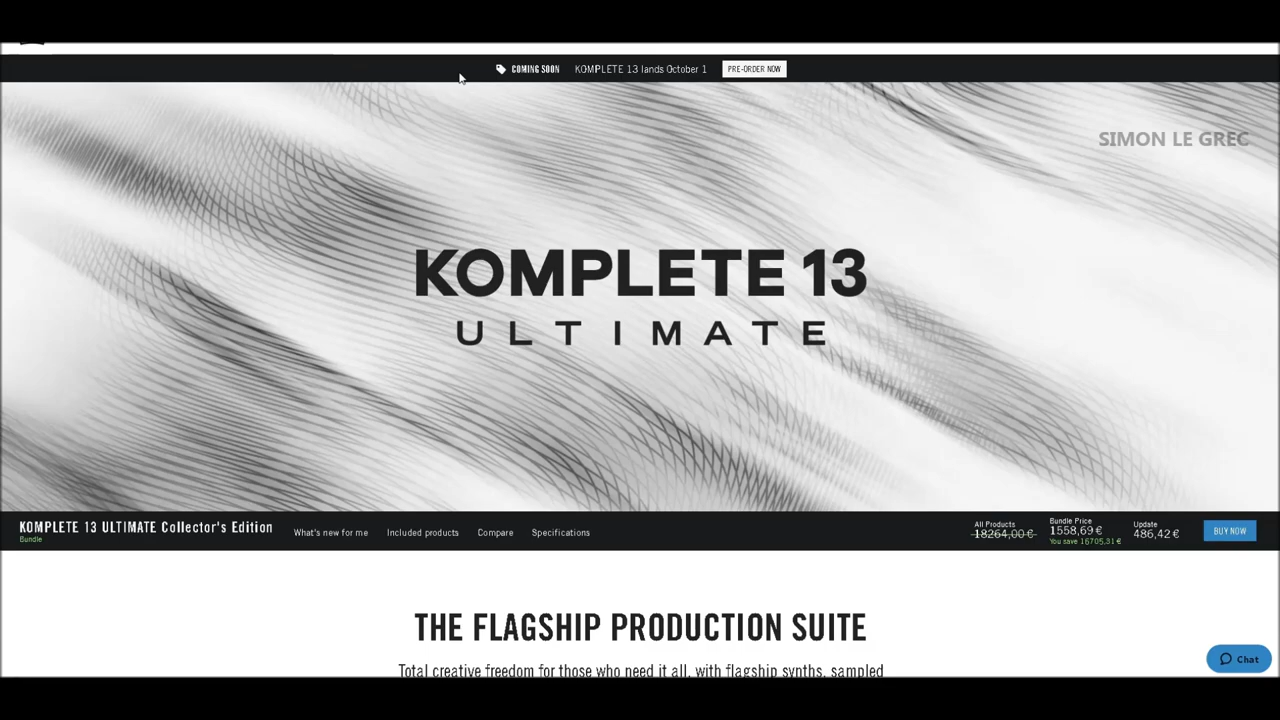 COMING SOON KOMPLETE 13 lands October 1 PRE-ORDER NOW
SIMON LE GREC
KOMPLETE 13
ULTIMATE
KOMPLETE 13 ULTIMATE Collector's Edition
Bundle
What's new for me Included products Compare Specifications
All Products
18264,00 €
Bundle Price
1558,69 €
You save 16705,31 €
Update
486,42 €
BUY NOW
THE FLAGSHIP PRODUCTION SUITE
Total creative freedom for those who need it all, with flagship synths, sampled
Chat